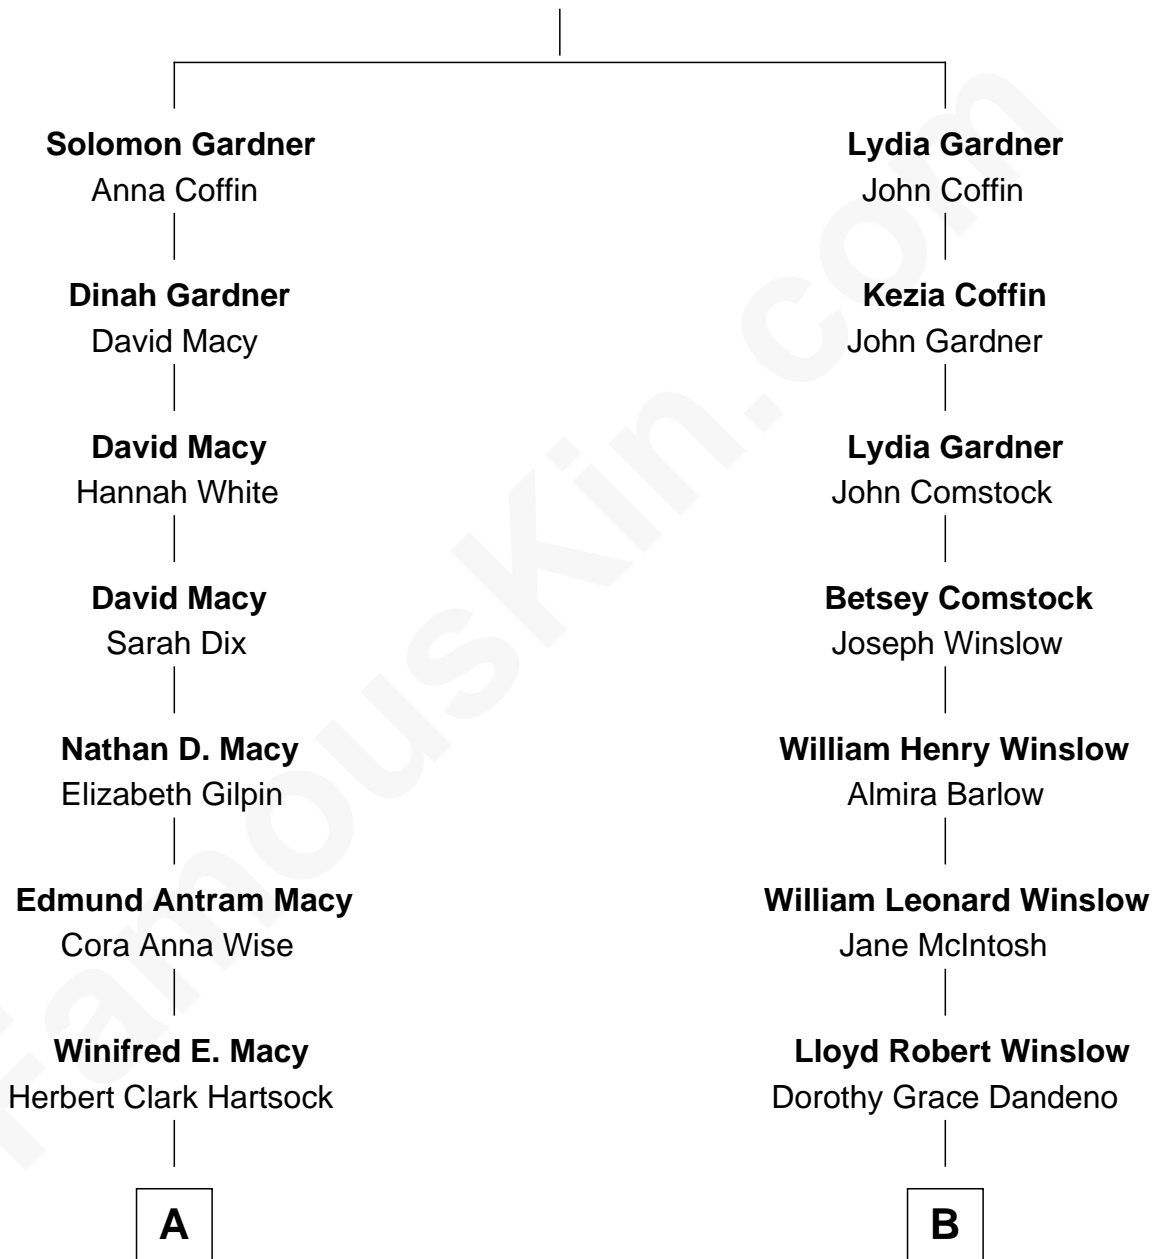 Solomon Gardner
Anna Coffin
Dinah Gardner
David Macy
David Macy
Hannah White
David Macy
Sarah Dix
Nathan D. Macy
Elizabeth Gilpin
Edmund Antram Macy
Cora Anna Wise
Winifred E. Macy
Herbert Clark Hartsock
A
Lydia Gardner
John Coffin
Kezia Coffin
John Gardner
Lydia Gardner
John Comstock
Betsey Comstock
Joseph Winslow
William Henry Winslow
Almira Barlow
William Leonard Winslow
Jane McIntosh
Lloyd Robert Winslow
Dorothy Grace Dandeno
B
FamousKin.com